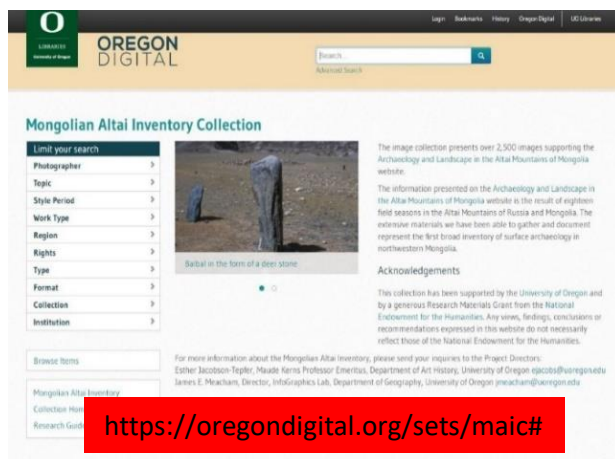 Login Bookmarks History Oregon Digital UO Libraries
O
LIBRARIES
University of Oregon
OREGON
DIGITAL
Search...
Advanced Search
Mongolian Altai Inventory Collection
Limit your search
Photographer >
Topic >
Style Period >
Work Type >
Region >
Rights >
Type >
Format >
Collection >
Institution >
Browse Items
Mongolian Altai Inventory
Collection
Research
Balbal in the form of a deer stone
The image collection presents over 2,500 images supporting the
Archaeology and Landscape in the Altai Mountains of Mongolia
website.
The information presented on the Archaeology and Landscape in
the Altai Mountains of Mongolia website is the result of eighteen
field seasons in the Altai Mountains of Russia and Mongolia. The
extensive materials we have been able to gather and document
represent the first broad inventory of surface archaeology in
northwestern Mongolia.
Acknowledgements
This collection has been supported by the University of Oregon and
by a generous Research Materials Grant from the National
Endowment for the Humanities. Any views, findings, conclusions or
recommendations expressed in this website do not necessarily
reflect those of the National Endowment for the Humanities.
For more information about the Mongolian Altai Inventory, please send your inquiries to the Project Directors:
Esther Jacobson-Tepfer, Maude Kerns Professor Emeritus, Department of Art History, University of Oregon ejacobs@uoregon.edu
James E. Meacham, Director, InfoGraphics Lab, Department of Geography, University of Oregon jmeacham@uoregon.edu
https://oregondigital.org/sets/maic#